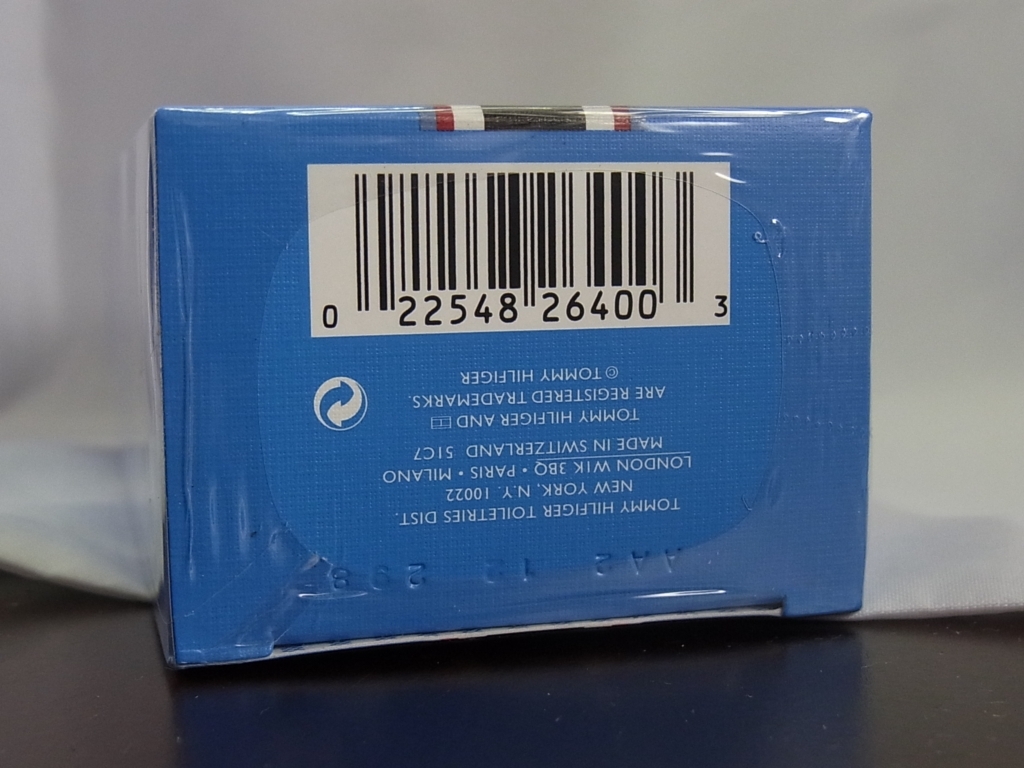 0 22548 26400 3
TOMMY HILFIGER TOILETRIES DIST.
NEW YORK, N.Y. 10022
LONDON W1K 3BQ • PARIS • MILANO
MADE IN SWITZERLAND 51C7
TOMMY HILFIGER AND
ARE REGISTERED TRADEMARKS.
© TOMMY HILFIGER